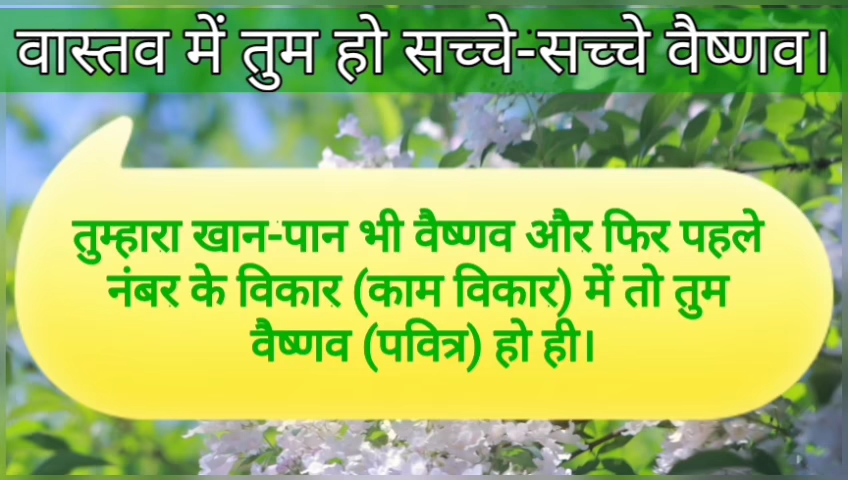 वास्तव में तुम हो सच्चे-सच्चे वैष्णव।
तुम्हारा खान-पान भी वैष्णव और फिर पहले
नंबर के विकार (काम विकार) में तो तुम
वैष्णव (पवित्र) हो ही।